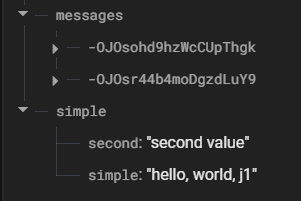 messages
-OJOsohd9hzWcCUpThgk
-OJOsr44b4moDgzdLuY9
simple
second: "second value"
simple: "hello, world, j1"